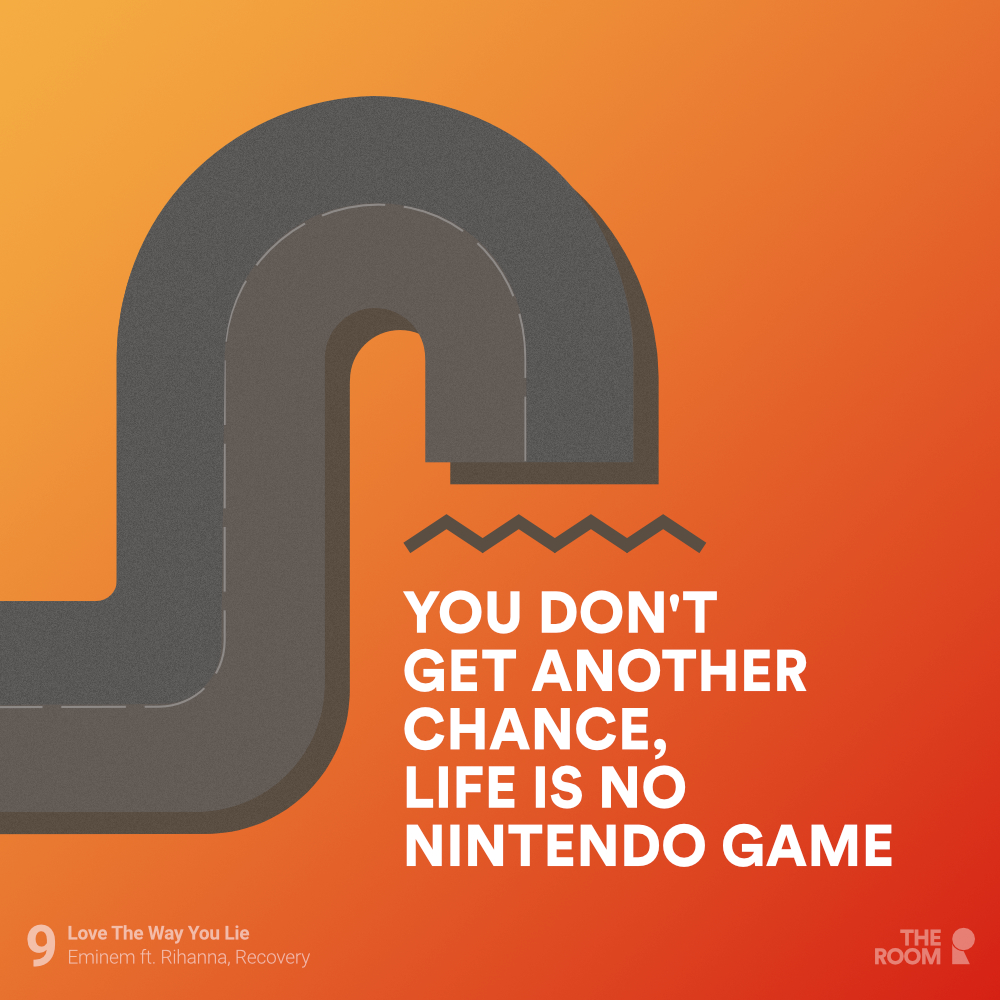 YOU DON'T
GET ANOTHER
CHANCE,
LIFE IS NO
NINTENDO GAME
9
Love The Way You Lie
Eminem ft. Rihanna, Recovery
THE
ROOM